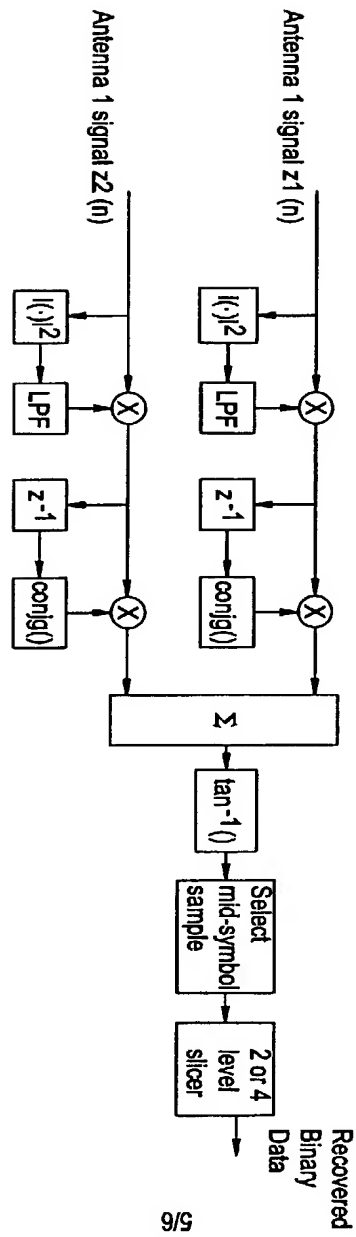 Antenna 1 signal z1 (n)
|(·)|2
LPF
X
z-1
conjg()
X
Antenna 1 signal z2 (n)
|(·)|2
LPF
X
z-1
conjg()
X
Σ
tan-1
()
Select
mid-symbol
sample
2 or 4
level
slicer
Recovered
Binary
Data
5/6